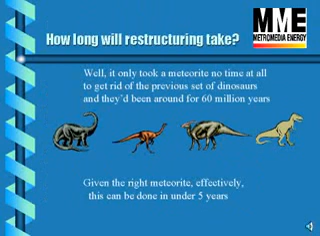 How long will restructuring take?
MME
METROMEDIA ENERGY
Well, it only took a meteorite no time at all
to get rid of the previous set of dinosaurs
and they'd been around for 60 million years
Given the right meteorite, effectively,
this can be done in under 5 years